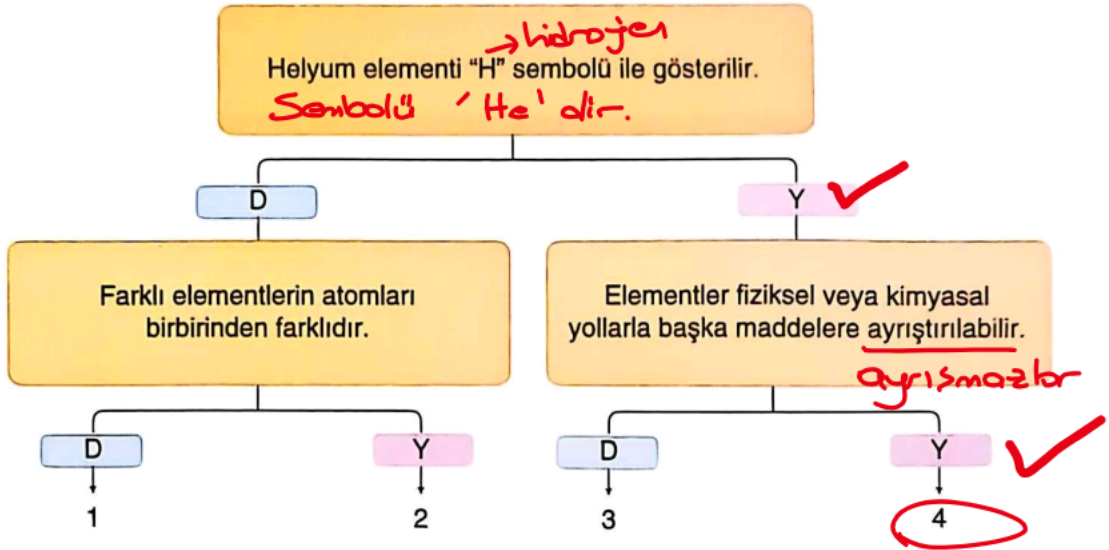 →hidrojen
Helyum elementi “H” sembolü ile gösterilir.
Sembolü 'He' dir.
D
Y
Farklı elementlerin atomları
birbirinden farklıdır.
Elementler fiziksel veya kimyasal
yollarla başka maddelere ayrıştırılabilir.
ayrışmazlar
D
Y
D
Y
1
2
3
4